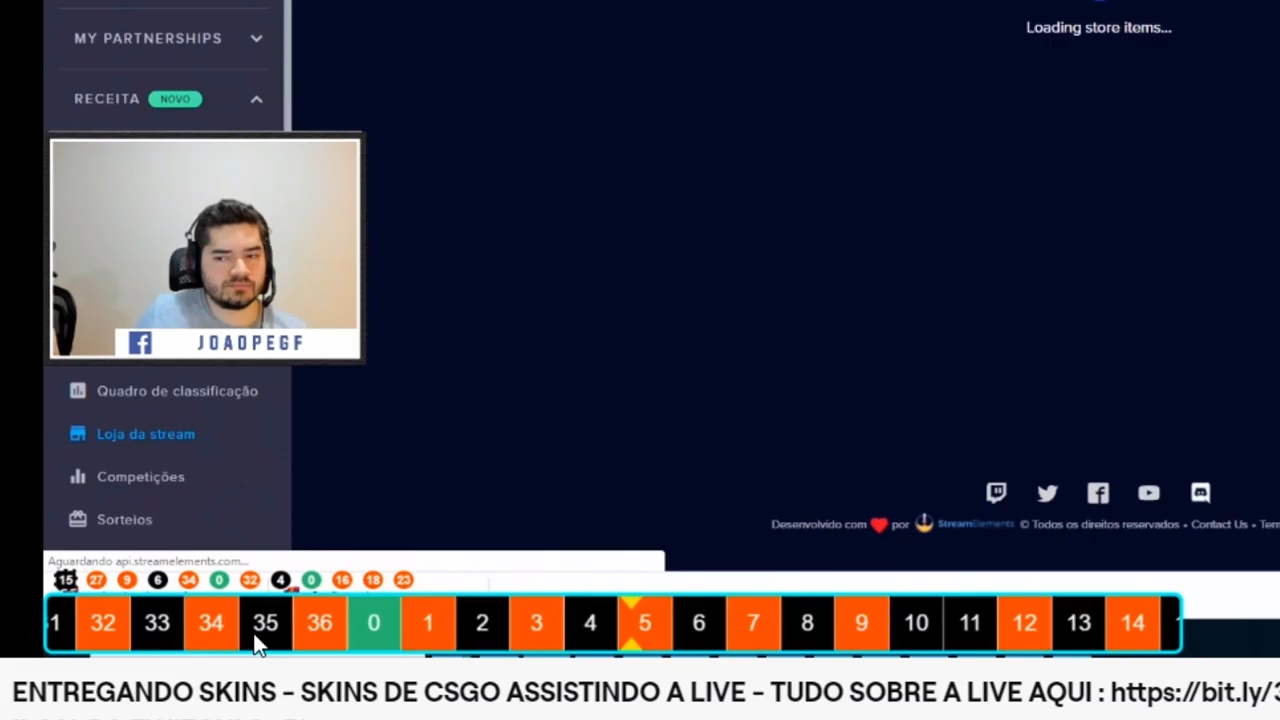 Loading store items...
MY PARTNERSHIPS
RECEITA NOVO
JOAOPEGF
Quadro de classificação
Loja da stream
Competições
Sorteios
Desenvolvido com por StreamElements © Todos os direitos reservados • Contact Us •
Aguardando api.streamelements.com...
15 27 9 6 34 0 32 4 0 16 18 23
32 33 34 35 36 0 1 2 3 4 5 6 7 8 9 10 11 12 13 14
ENTREGANDO SKINS - SKINS DE CSGO ASSISTINDO A LIVE - TUDO SOBRE A LIVE AQUI : https://bit.ly/3